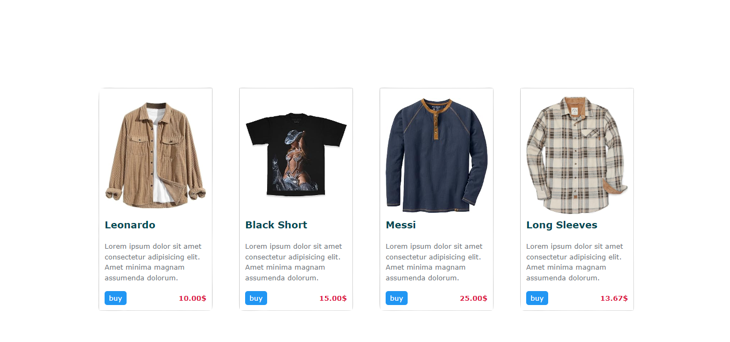 Leonardo
Lorem ipsum dolor sit amet
consectetur adipisicing elit.
Amet minima magnam
assumenda dolorum.
buy 10.00$
Black Short
Lorem ipsum dolor sit amet
consectetur adipisicing elit.
Amet minima magnam
assumenda dolorum.
buy 15.00$
Messi
Lorem ipsum dolor sit amet
consectetur adipisicing elit.
Amet minima magnam
assumenda dolorum.
buy 25.00$
Long Sleeves
Lorem ipsum dolor sit amet
consectetur adipisicing elit.
Amet minima magnam
assumenda dolorum.
buy 13.67$